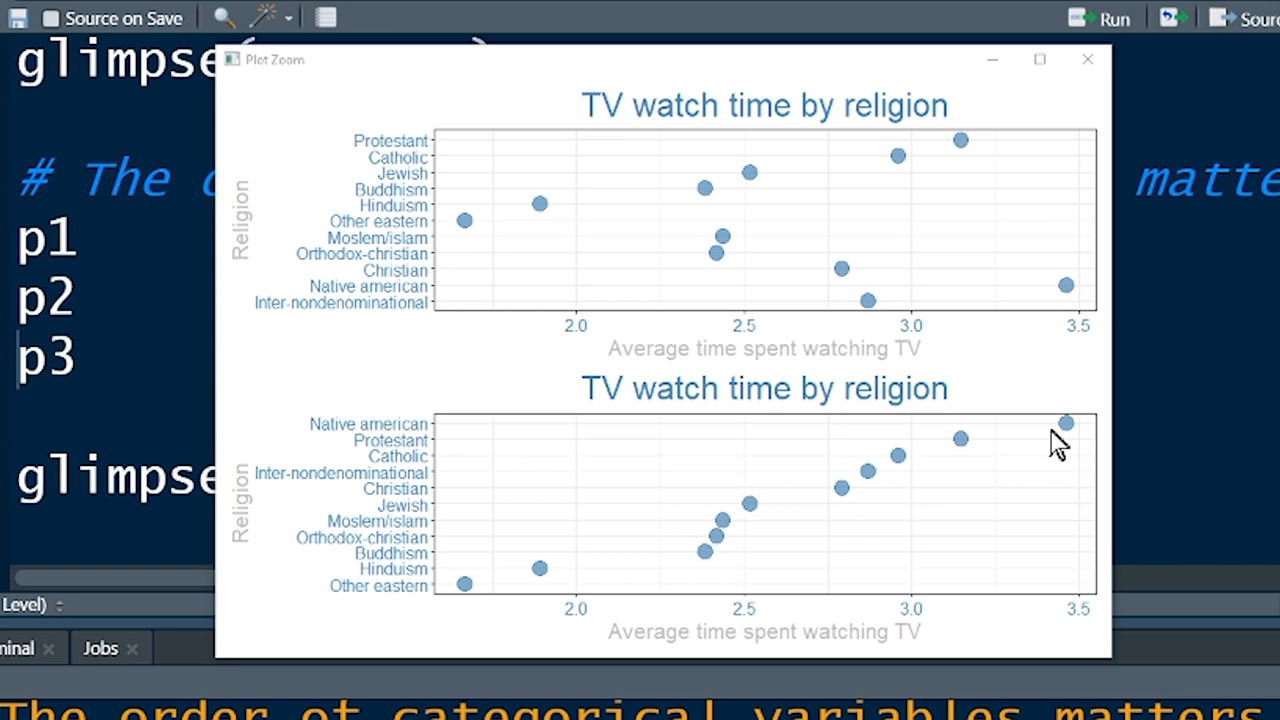 Source on Save
Run
Sourc
glimpse(
Plot Zoom
TV watch time by religion
Religion
Protestant
Catholic
Jewish
Buddhism
Hinduism
Other eastern
Moslem/islam
Orthodox-christian
Christian
Native american
Inter-nondenominational
2.0 2.5 3.0 3.5
Average time spent watching TV
TV watch time by religion
Religion
Native american
Protestant
Catholic
Inter-nondenominational
Christian
Jewish
Moslem/islam
Orthodox-christian
Buddhism
Hinduism
Other eastern
2.0 2.5 3.0 3.5
Average time spent watching TV
# The
matte
p1
p2
p3
glimpse
Level)
minal
Jobs
The order of categorical variables matters